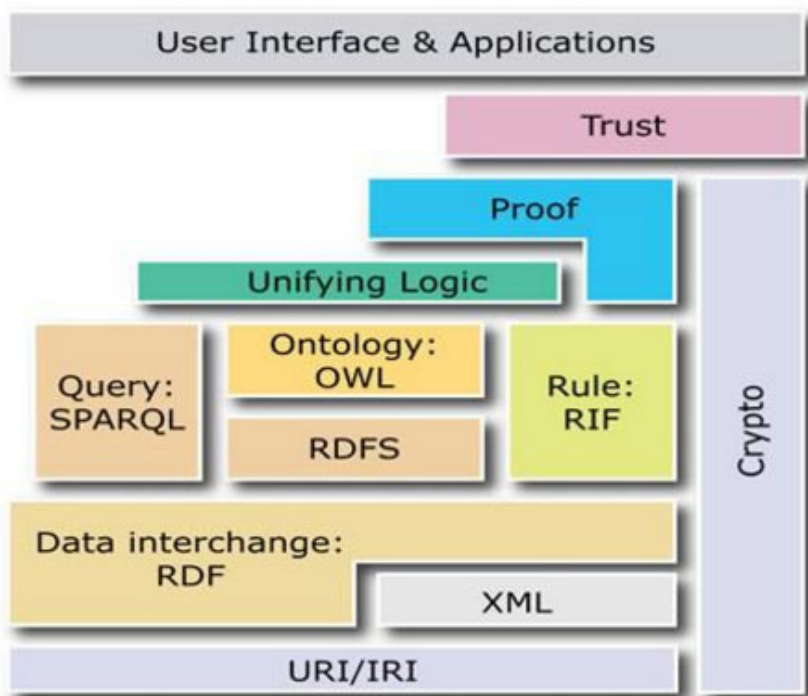 User Interface & Applications
Trust
Proof
Unifying Logic
Query:
SPARQL
Ontology:
OWL
RDFS
Rule:
RIF
Crypto
Data interchange:
RDF
XML
URI/IRI